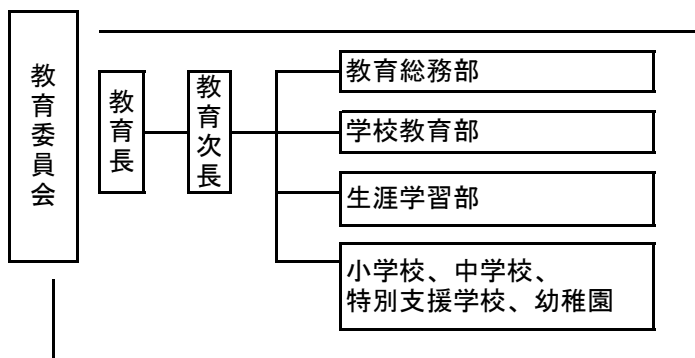 教育委員会
教育長
教育次長
教育総務部
学校教育部
生涯学習部
小学校、中学校、
特別支援学校、幼稚園